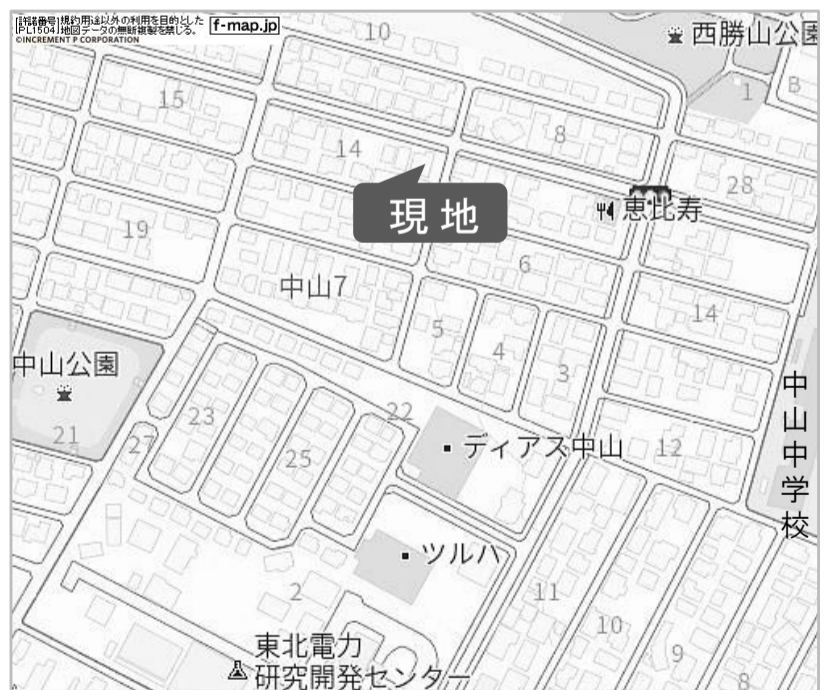 [許諾番号]規約用途以外の利用を目的とした
[PL1504]地図データの無断複製を禁じる。
f-map.jp
©INCREMENT P CORPORATION
10
西勝山公園
15
1
B
14
8
28
現地
恵比寿
19
6
中山7
14
5
4
3
中山公園
21
27
23
22
25
ディアス中山
12
中山中学校
ツルハ
2
11
10
9
8
東北電力
研究開発センター